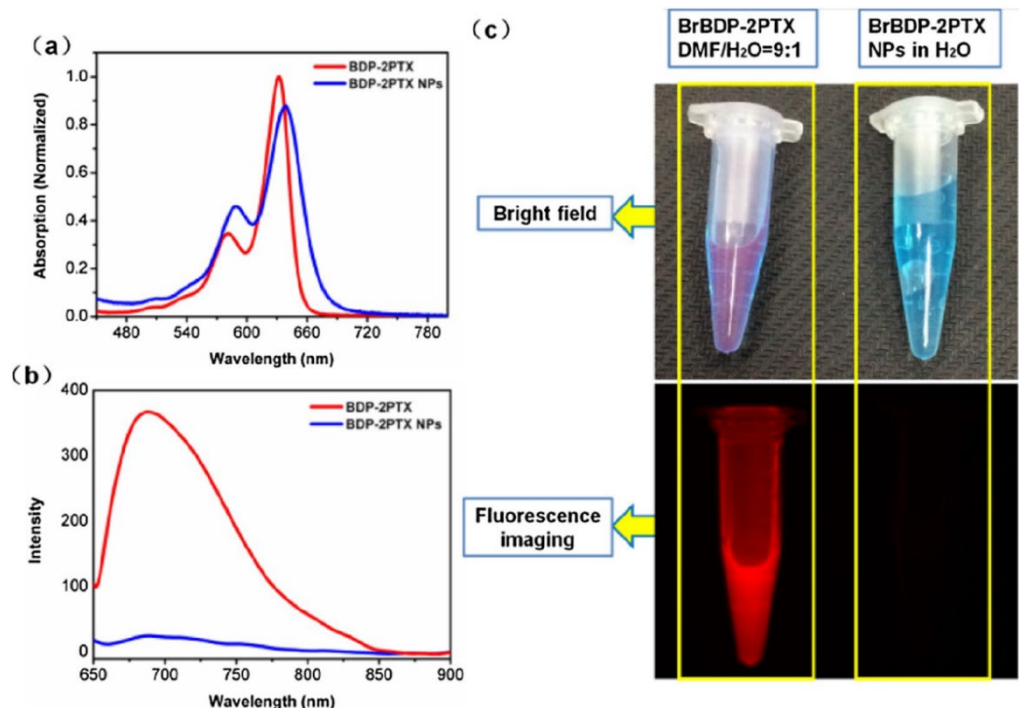 (a)
BDP-2PTX
BDP-2PTX NPs
Absorption (Normalized)
1.0
0.8
0.6
0.4
0.2
0.0
480 540 600 660 720 780
Wavelength (nm)
(b)
BDP-2PTX
BDP-2PTX NPs
Intensity
400
300
200
100
0
650 700 750 800 850 900
Wavelength (nm)
(c)
BrBDP-2PTX
DMF/H₂O=9:1
BrBDP-2PTX
NPs in H₂O
Bright field
Fluorescence
imaging